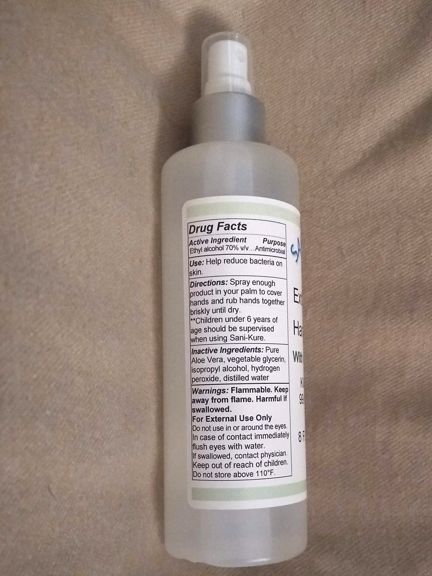 Drug Facts
Active Ingredient Purpose
Ethyl alcohol 70% v/v... Antimicrobial
Use: Help reduce bacteria on
skin.
Directions: Spray enough
product in your palm to cover
hands and rub hands together
briskly until dry.
**Children under 6 years of
age should be supervised
when using Sani-Kure.
Inactive Ingredients: Pure
Aloe Vera, vegetable glycerin,
isopropyl alcohol, hydrogen
peroxide, distilled water
Warnings: Flammable. Keep
away from flame. Harmful if
swallowed.
For External Use Only
Do not use in or around the eyes.
In case of contact immediately
flush eyes with water.
If swallowed, contact physician.
Keep out of reach of children.
Do not store above 110°F.
With
8 F